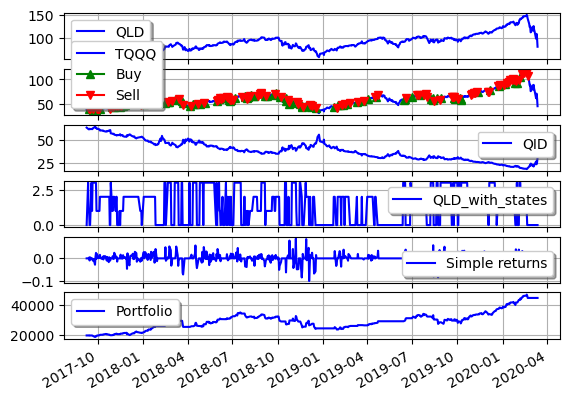 150
QLD
100
TQQQ
Buy
100
Sell
50
50
QID
25
2.5
QLD_with_states
0.0
0.0
Simple returns
−0.1
40000
Portfolio
20000
2017-10
2018-01
2018-04
2018-07
2018-10
2019-01
2019-04
2019-07
2019-10
2020-01
2020-04